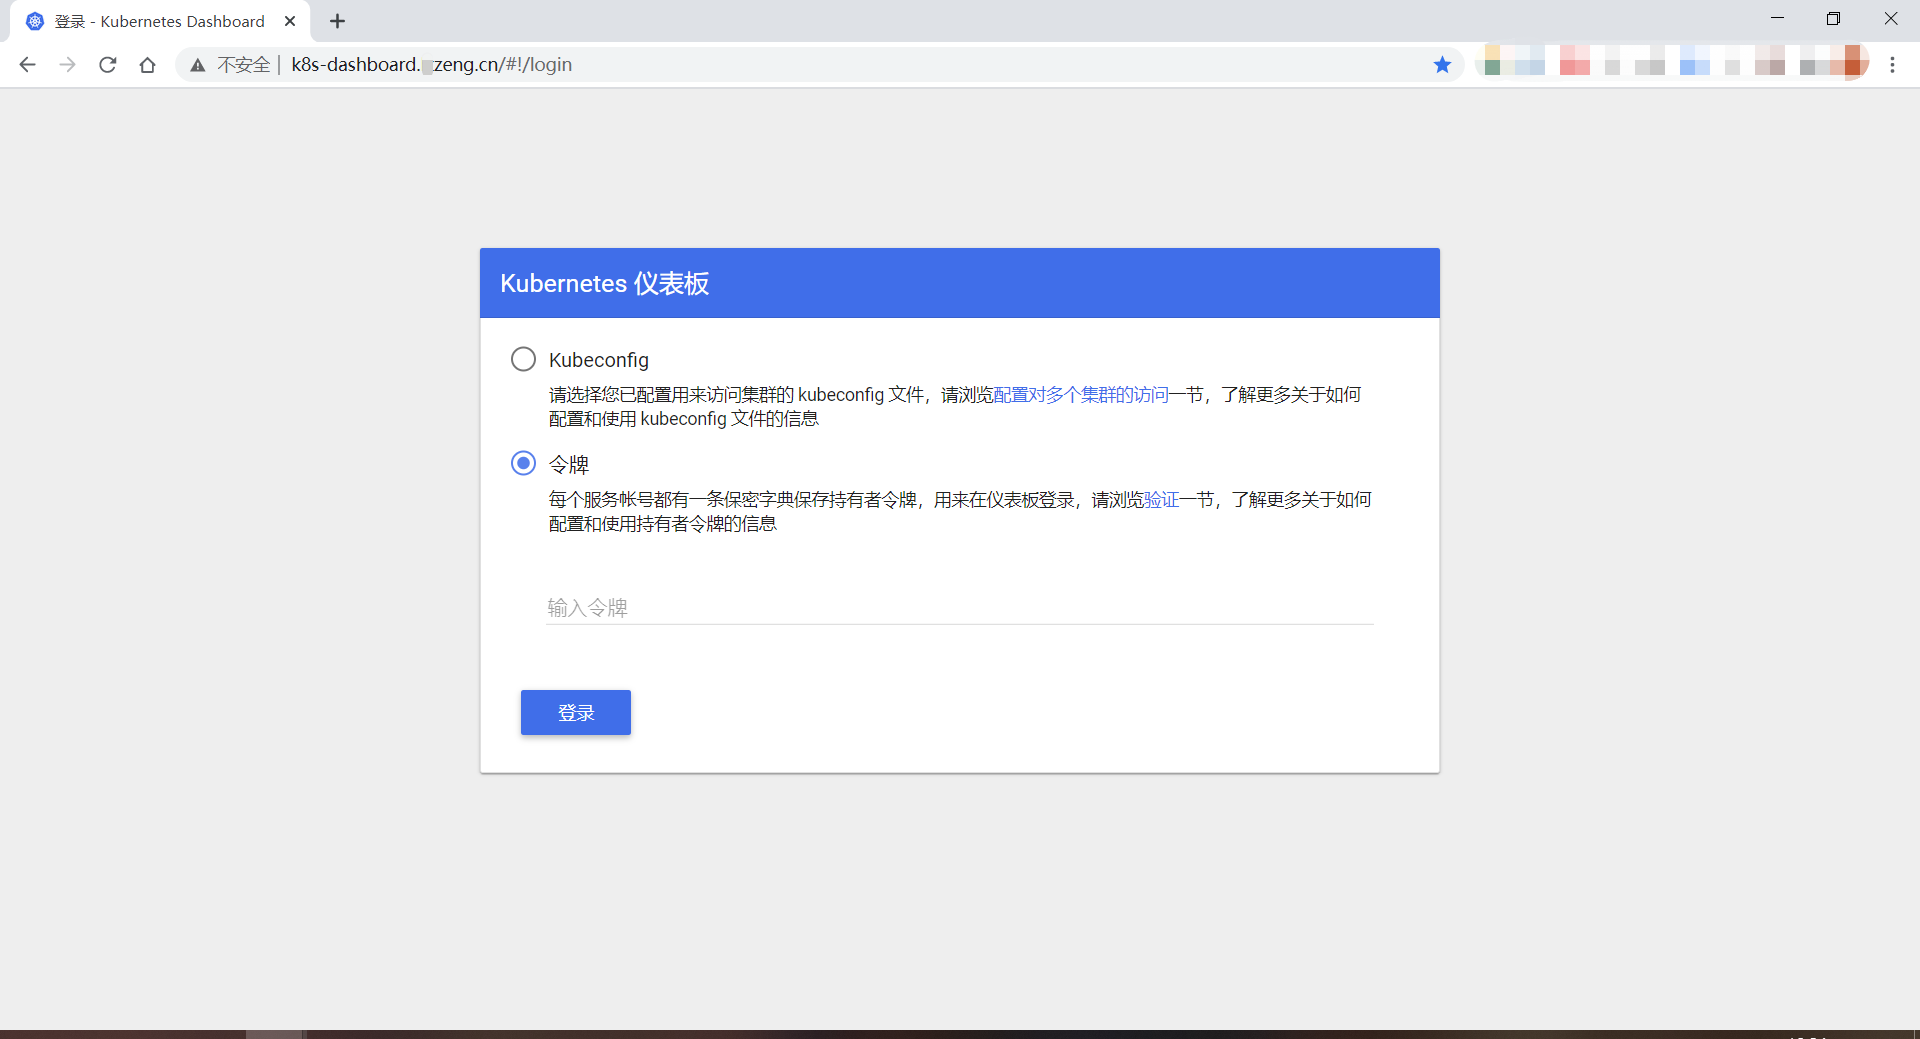 登录 - Kubernetes Dashboard
不安全 | k8s-dashboard. zeng.cn/#!/login
Kubernetes 仪表板
Kubeconfig
请选择您已配置用来访问集群的 kubeconfig 文件，请浏览配置对多个集群的访问一节，了解更多关于如何
配置和使用 kubeconfig 文件的信息
令牌
每个服务帐号都有一条保密字典保存持有者令牌，用来在仪表板登录，请浏览验证一节，了解更多关于如何
配置和使用持有者令牌的信息
输入令牌
登录